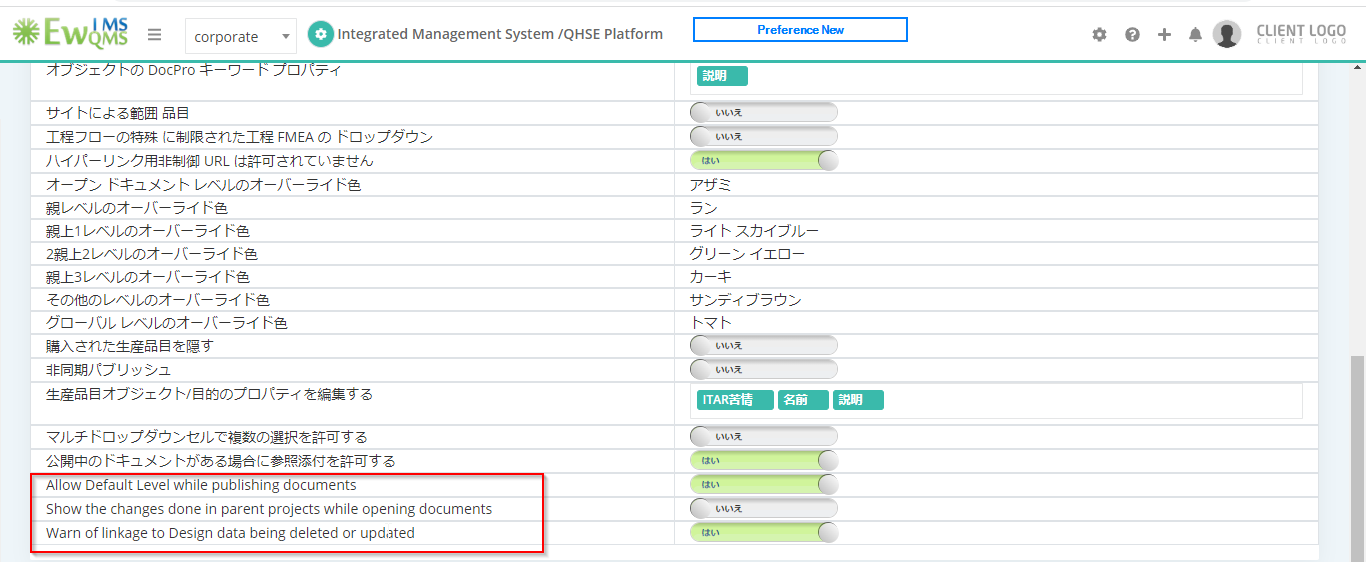 EwQMS IMS
corporate
Integrated Management System /QHSE Platform
Preference New
CLIENT LOGO
CLIENT LOGO
オブジェクトの DocPro キーワード プロパティ
説明
サイトによる範囲 品目
いいえ
工程フローの特殊 に制限された工程 FMEA の ドロップダウン
いいえ
ハイパーリンク用非制御 URL は許可されていません
はい
オープン ドキュメント レベルのオーバーライド色
アザミ
親レベルのオーバーライド色
ラン
親上1レベルのオーバーライド色
ライト スカイブルー
2親上2レベルのオーバーライド色
グリーン イエロー
親上3レベルのオーバーライド色
カーキ
その他のレベルのオーバーライド色
サンディブラウン
グローバル レベルのオーバーライド色
トマト
購入された生産品目を隠す
いいえ
非同期パブリッシュ
いいえ
生産品目オブジェクト/目的のプロパティを編集する
ITAR苦情 名前 説明
マルチドロップダウンセルで複数の選択を許可する
いいえ
公開中のドキュメントがある場合に参照添付を許可する
はい
Allow Default Level while publishing documents
はい
Show the changes done in parent projects while opening documents
いいえ
Warn of linkage to Design data being deleted or updated
はい